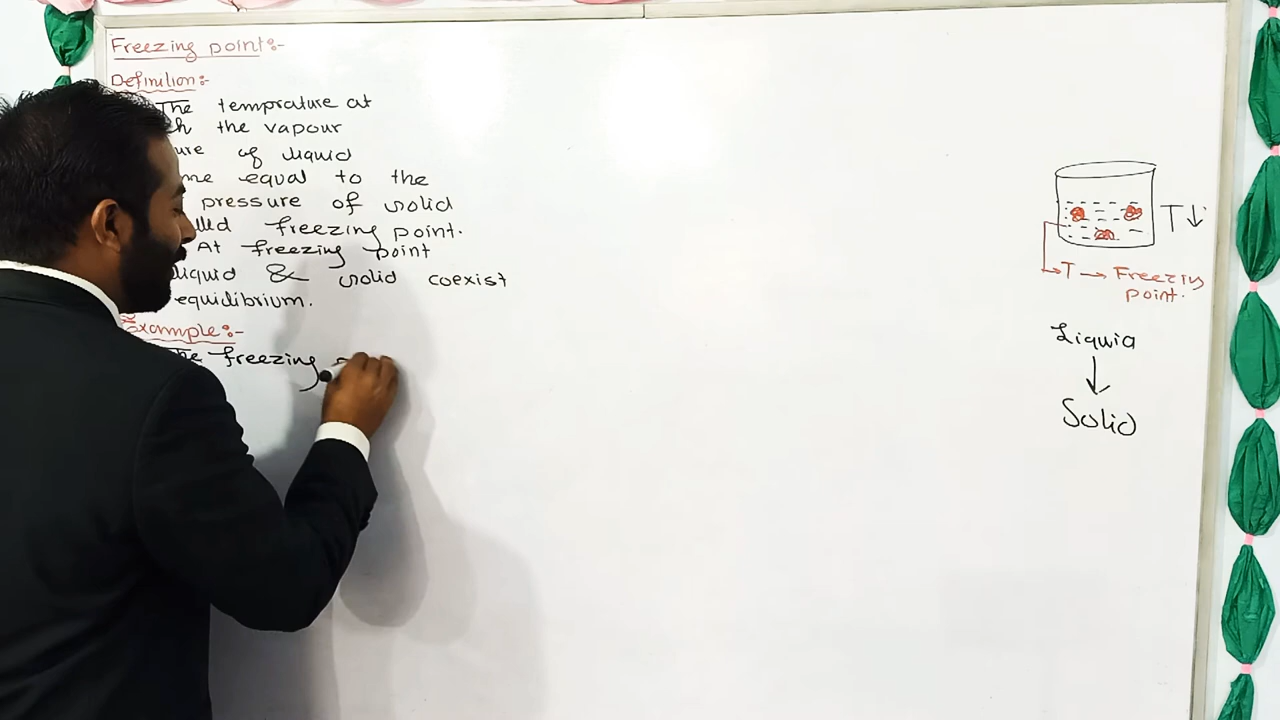 Freezing point:-
Definition:-
The temprature at
the vapour
of liquid
equal to the
pressure of solid
freezing point.
At freezing point
liquid & solid coexist
equilibrium.
Example:-
The freezing
T↓
T → Freezing
point.
Liquid
↓
Solid